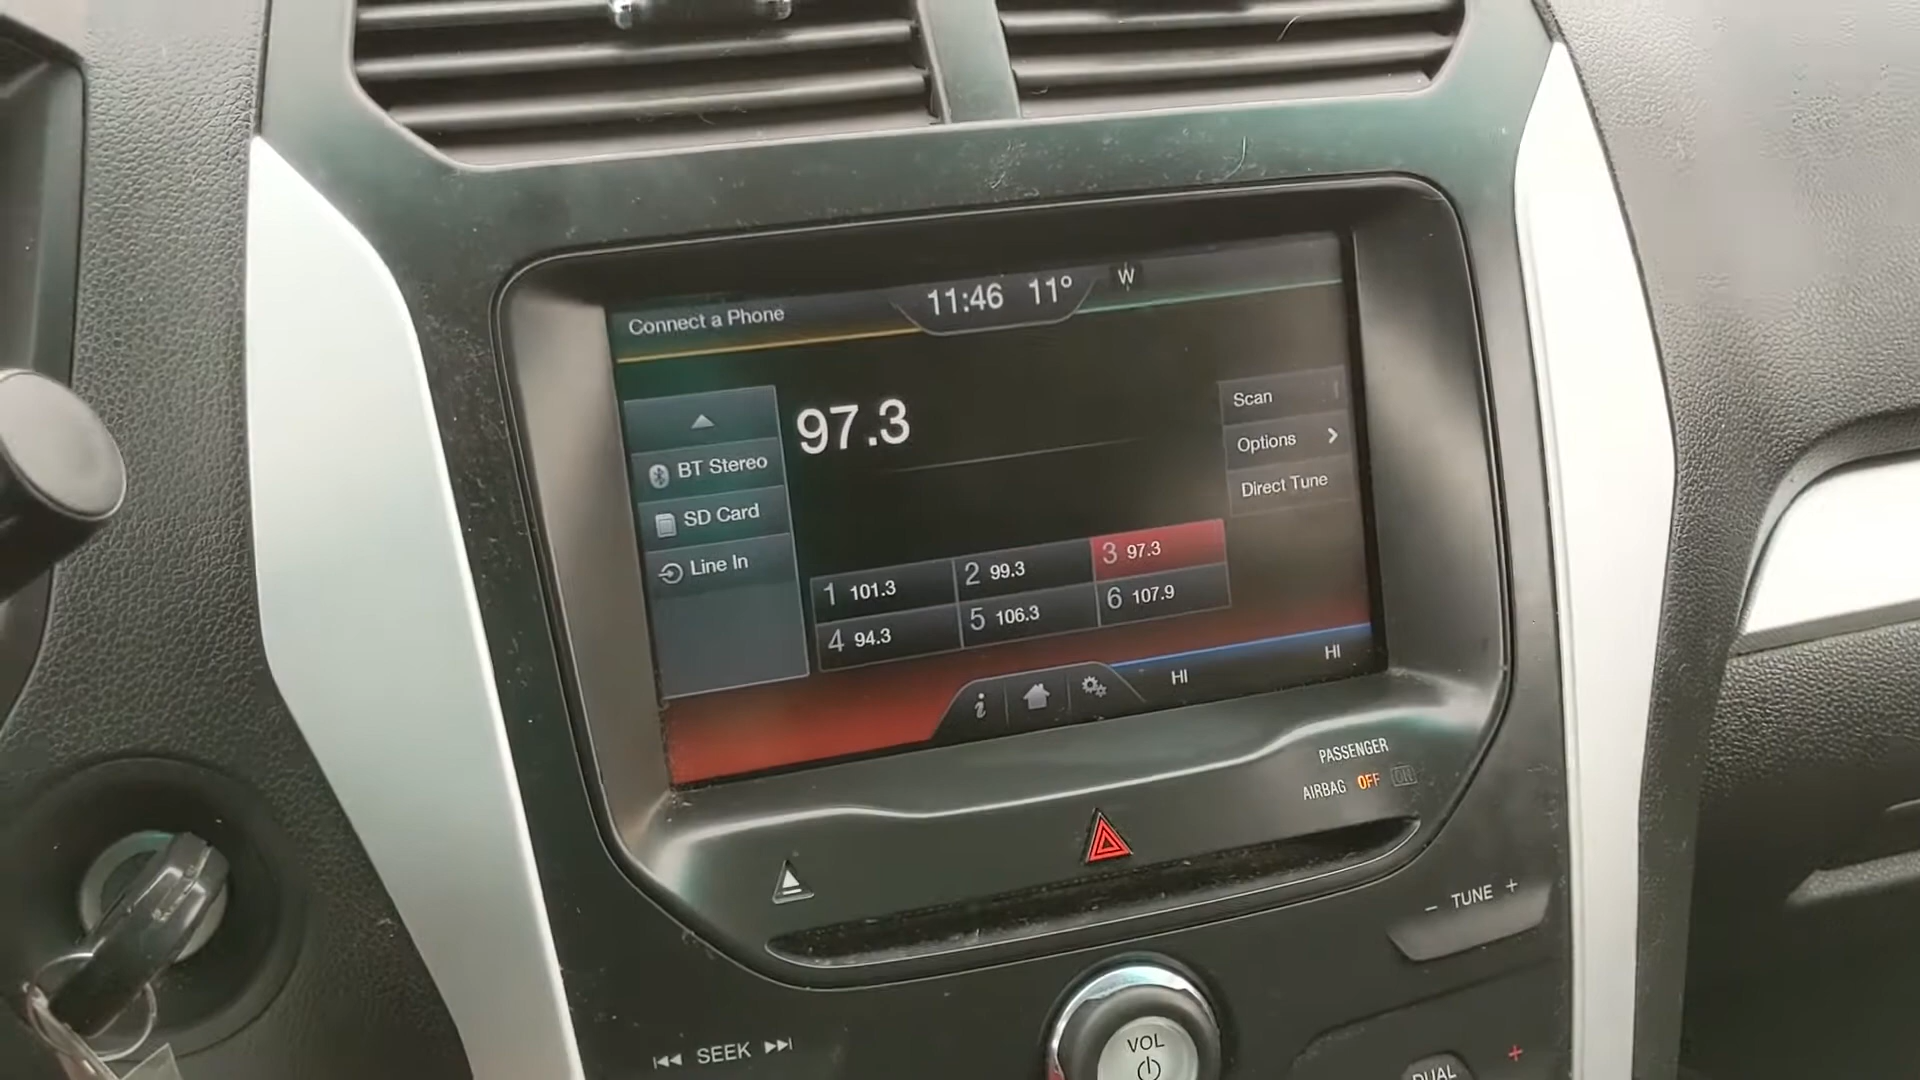 Connect a Phone
11:46 11° W
97.3
BT Stereo
SD Card
Line In
Scan
Options
Direct Tune
1 101.3
2 99.3
3 97.3
4 94.3
5 106.3
6 107.9
i
HI
HI
PASSENGER
AIRBAG OFF ON
- TUNE +
SEEK
VOL
DUAL
+